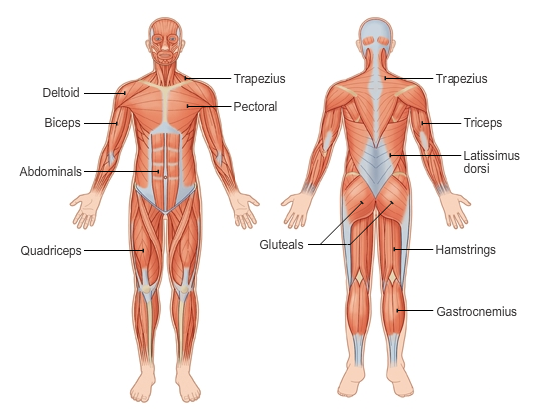 Trapezius
Deltoid
Pectoral
Biceps
Abdominals
Quadriceps
Trapezius
Triceps
Latissimus
dorsi
Gluteals
Hamstrings
Gastrocnemius